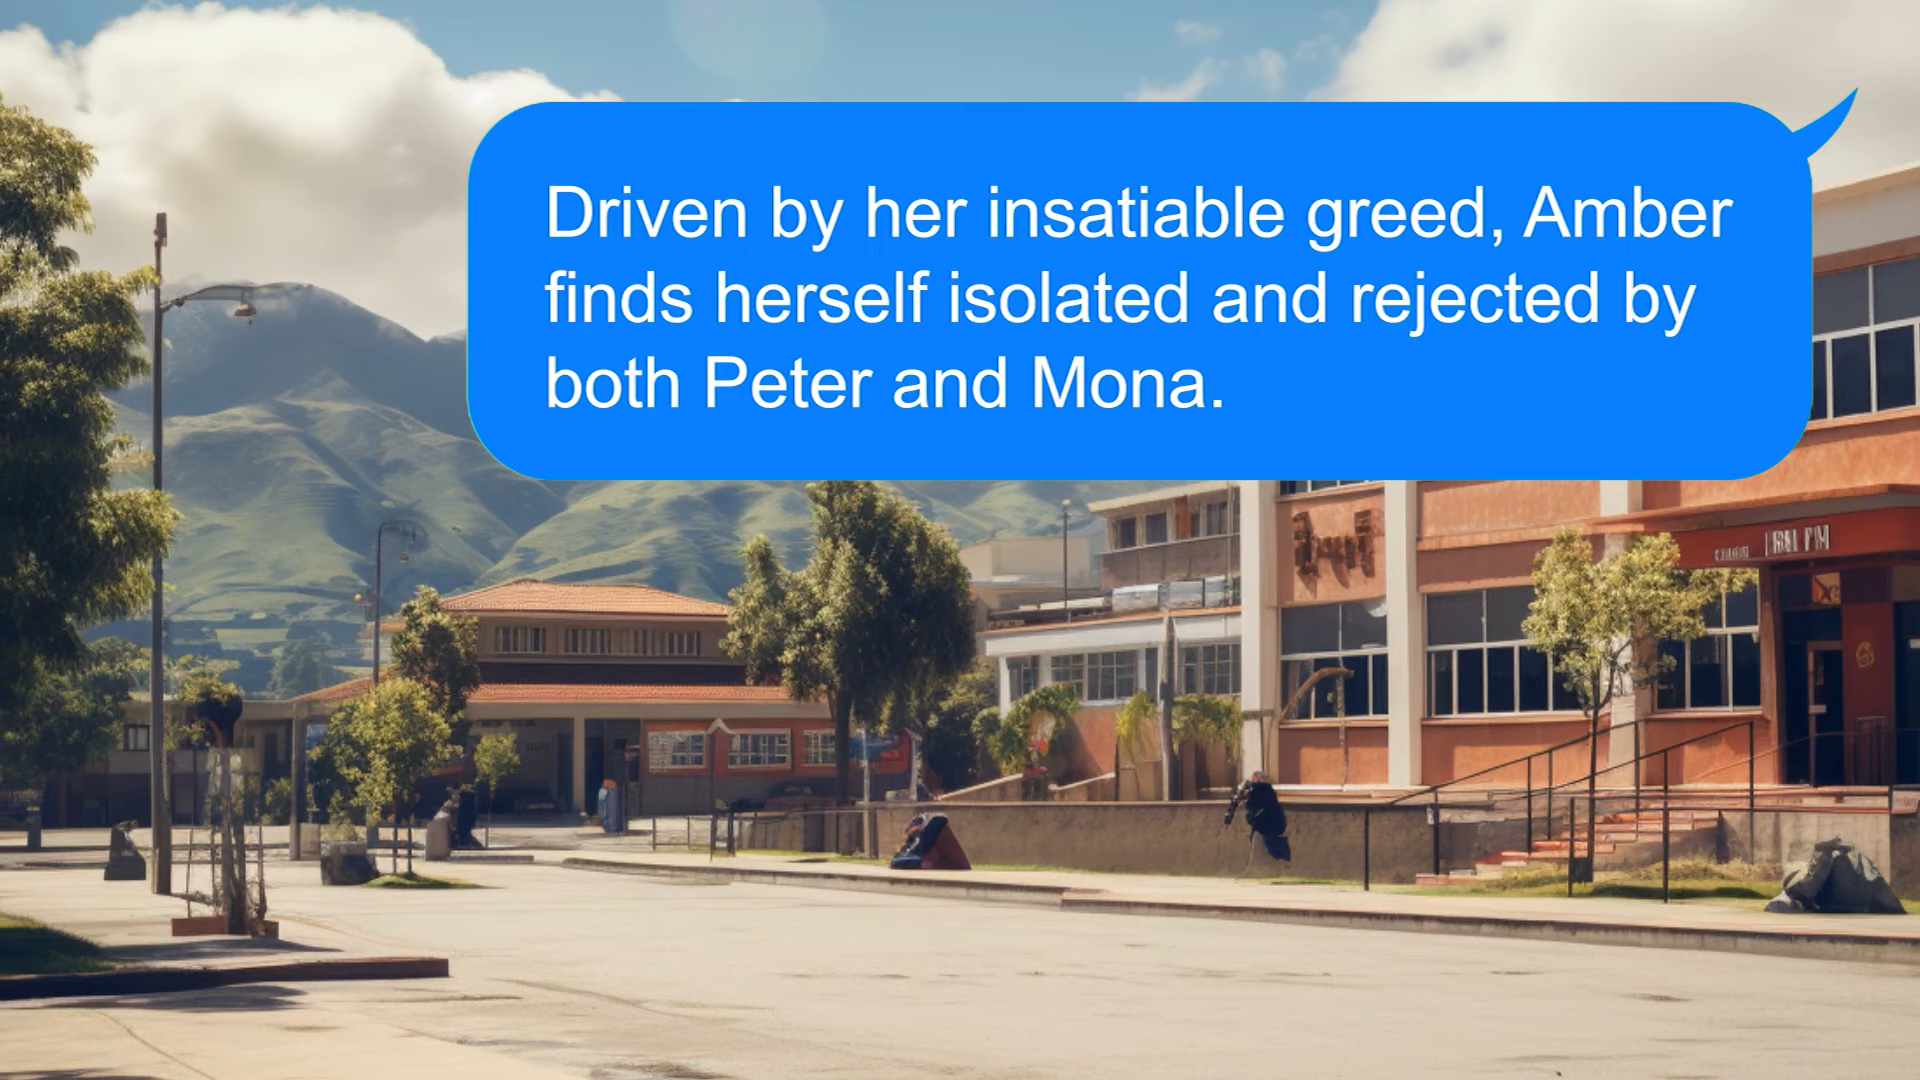 Driven by her insatiable greed, Amber
finds herself isolated and rejected by
both Peter and Mona.